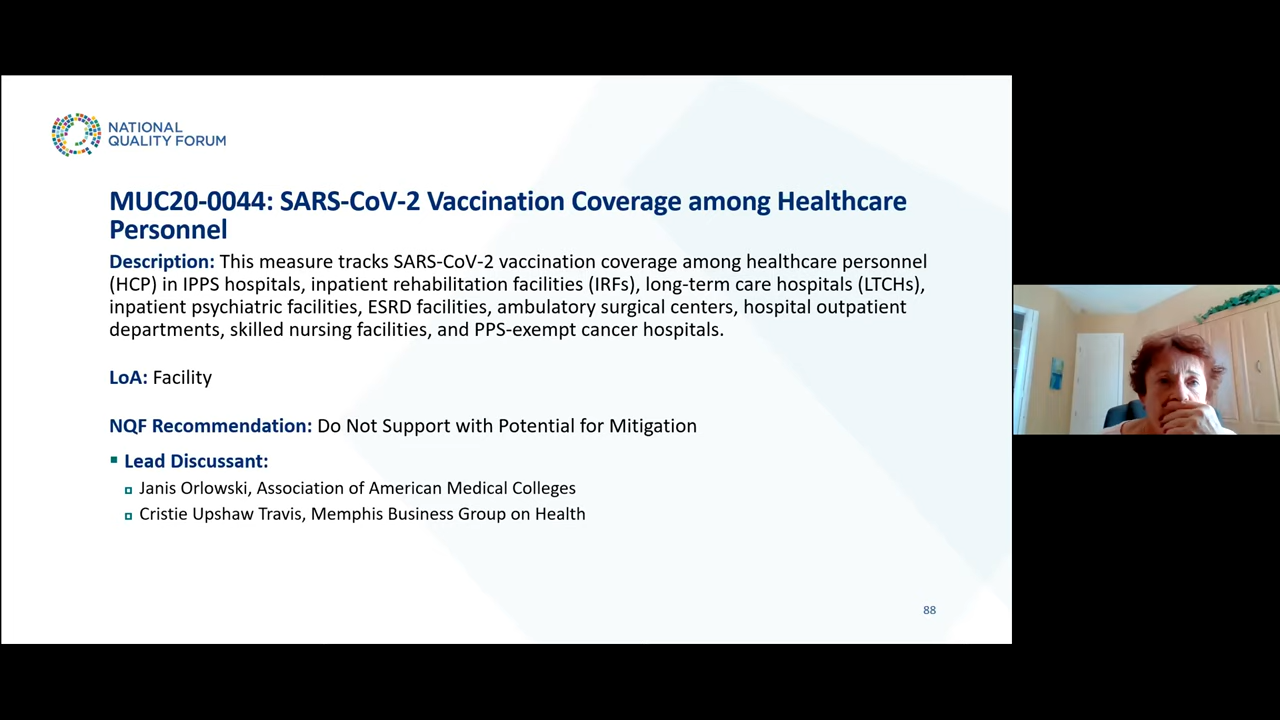 NATIONAL
QUALITY FORUM
MUC20-0044: SARS-CoV-2 Vaccination Coverage among Healthcare
Personnel
Description: This measure tracks SARS-CoV-2 vaccination coverage among healthcare personnel
(HCP) in IPPS hospitals, inpatient rehabilitation facilities (IRFs), long-term care hospitals (LTCHs),
inpatient psychiatric facilities, ESRD facilities, ambulatory surgical centers, hospital outpatient
departments, skilled nursing facilities, and PPS-exempt cancer hospitals.
LoA: Facility
NQF Recommendation: Do Not Support with Potential for Mitigation
Lead Discussant:
Janis Orlowski, Association of American Medical Colleges
Cristie Upshaw Travis, Memphis Business Group on Health
88